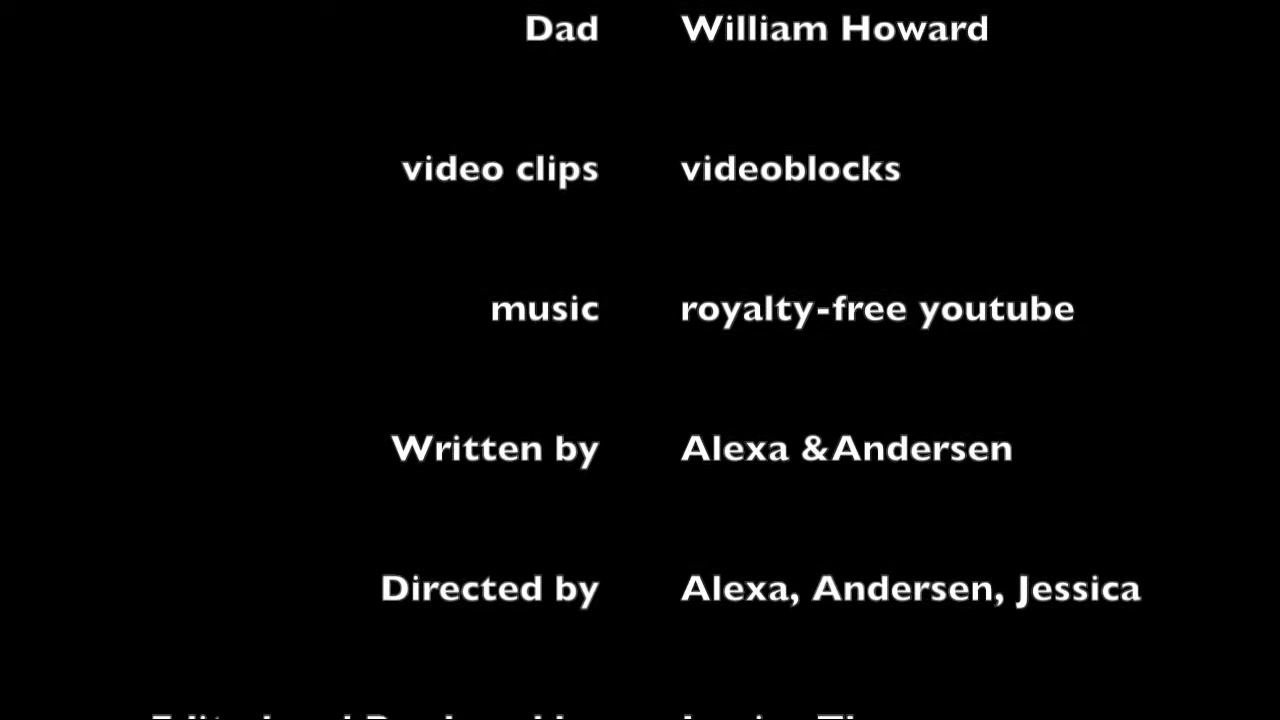 Dad William Howard
video clips videoblocks
music royalty-free youtube
Written by Alexa &Andersen
Directed by Alexa, Andersen, Jessica